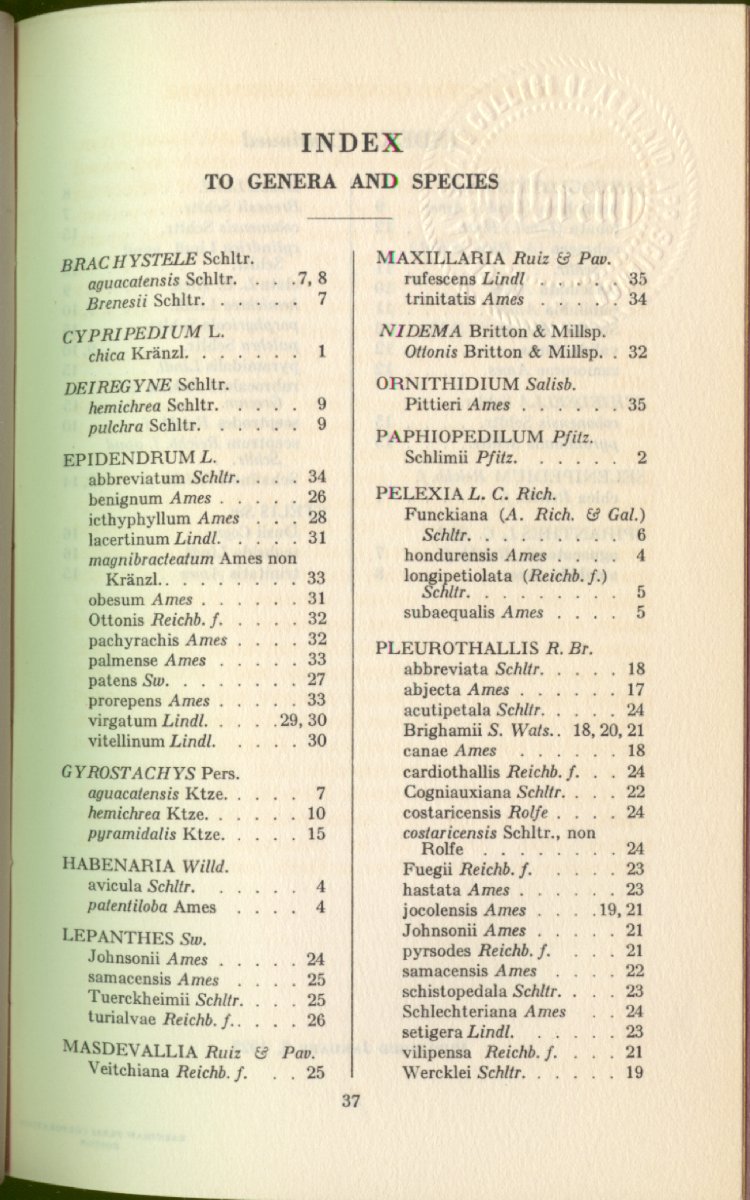 INDEX
TO GENERA AND SPECIES
BRACHYSTELE Schltr.
aguacatensis Schltr. . . . 7, 8
Brenesii Schltr. . . . . . 7
CYPRIPEDIUM L.
chica Kränzl. . . . . . . 1
DEIREGYNE Schltr.
hemichrea Schltr. . . . . 9
pulchra Schltr. . . . . . 9
EPIDENDRUM L.
abbreviatum Schltr. . . . 34
benignum Ames . . . . . 26
icthyphyllum Ames . . . 28
lacertinum Lindl. . . . . 31
magnibracteatum Ames non
Kränzl. . . . . . . . 33
obesum Ames . . . . . . 31
Ottonis Reichb. f. . . . . 32
pachyrachis Ames . . . . 32
palmense Ames . . . . . 33
patens Sw. . . . . . . . 27
prorepens Ames . . . . . 33
virgatum Lindl. . . . . 29, 30
vitellinum Lindl. . . . . 30
GYROSTACHYS Pers.
aguacatensis Ktze. . . . . 7
hemichrea Ktze. . . . . . 10
pyramidalis Ktze. . . . . 15
HABENARIA Willd.
avicula Schltr. . . . . . 4
patentiloba Ames . . . . 4
LEPANTHES Sw.
Johnsonii Ames . . . . . 24
samacensis Ames . . . . 25
Tuerckheimii Schltr. . . . 25
turialvae Reichb. f. . . . . 26
MASDEVALLIA Ruiz & Pav.
Veitchiana Reichb. f. . . 25
MAXILLARIA Ruiz & Pav.
rufescens Lindl . . . . . 35
trinitatis Ames . . . . . 34
NIDEMA Britton & Millsp.
Ottonis Britton & Millsp. . 32
ORNITHIDIUM Salisb.
Pittieri Ames . . . . . . 35
PAPHIOPEDILUM Pfitz.
Schlimii Pfitz. . . . . . 2
PELEXIA L. C. Rich.
Funckiana (A. Rich. & Gal.)
Schltr. . . . . . . . . 6
hondurensis Ames . . . . 4
longipetiolata (Reichb. f.)
Schltr. . . . . . . . . 5
subaequalis Ames . . . . 5
PLEUROTHALLIS R. Br.
abbreviata Schltr. . . . . 18
abjecta Ames . . . . . . 17
acutipetala Schltr. . . . . 24
Brighamii S. Wats. . 18, 20, 21
canae Ames . . . . . . 18
cardiothallis Reichb. f. . . 24
Cogniauxiana Schltr. . . . 22
costaricensis Rolfe . . . . 24
costaricensis Schltr., non
Rolfe . . . . . . . . 24
Fuegii Reichb. f. . . . . 23
hastata Ames . . . . . . 23
jocolensis Ames . . . . 19, 21
Johnsonii Ames . . . . . 21
pyrsodes Reichb. f. . . . 21
samacensis Ames . . . . 22
schistopedala Schltr. . . . 23
Schlechteriana Ames . . 24
setigera Lindl. . . . . . 23
vilipensa Reichb. f. . . . 21
Wercklei Schltr. . . . . . 19
37